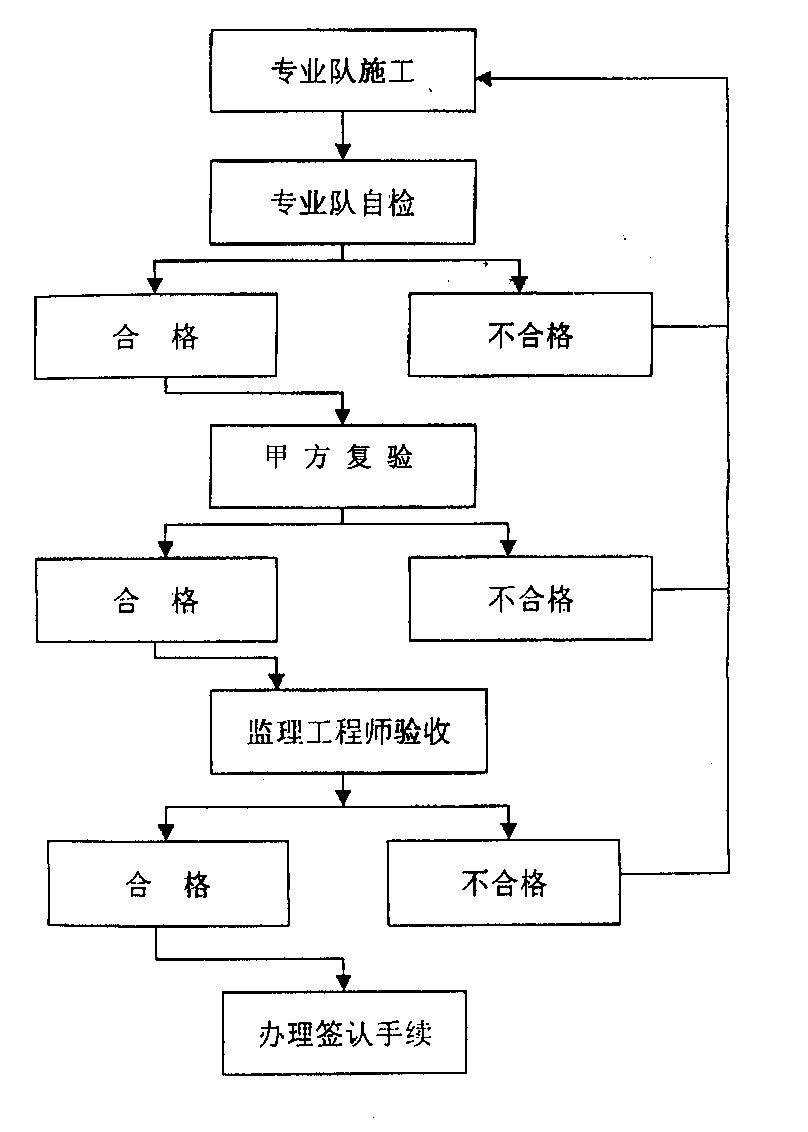 专业队施工
专业队自检
合 格
不合格
甲方复验
合 格
不合格
监理工程师验收
合 格
不合格
办理签认手续